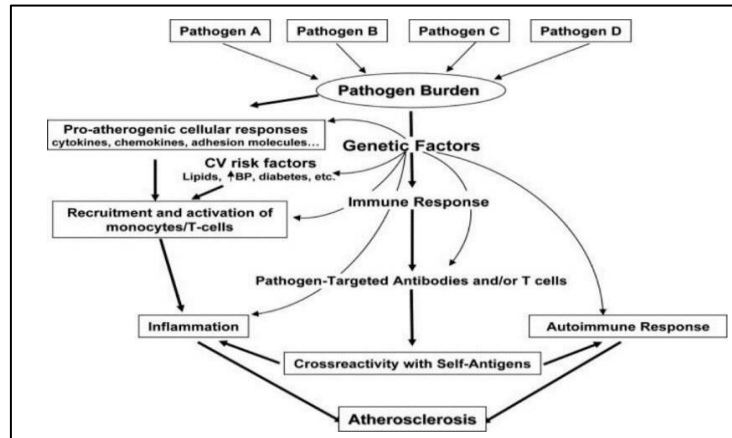 Pathogen A
Pathogen B
Pathogen C
Pathogen D
Pathogen Burden
Pro-atherogenic cellular responses
cytokines, chemokines, adhesion molecules...
Genetic Factors
CV risk factors
Lipids, ↑BP, diabetes, etc.
Immune Response
Recruitment and activation of
monocytes/T-cells
Pathogen-Targeted Antibodies and/or T cells
Inflammation
Autoimmune Response
Crossreactivity with Self-Antigens
Atherosclerosis